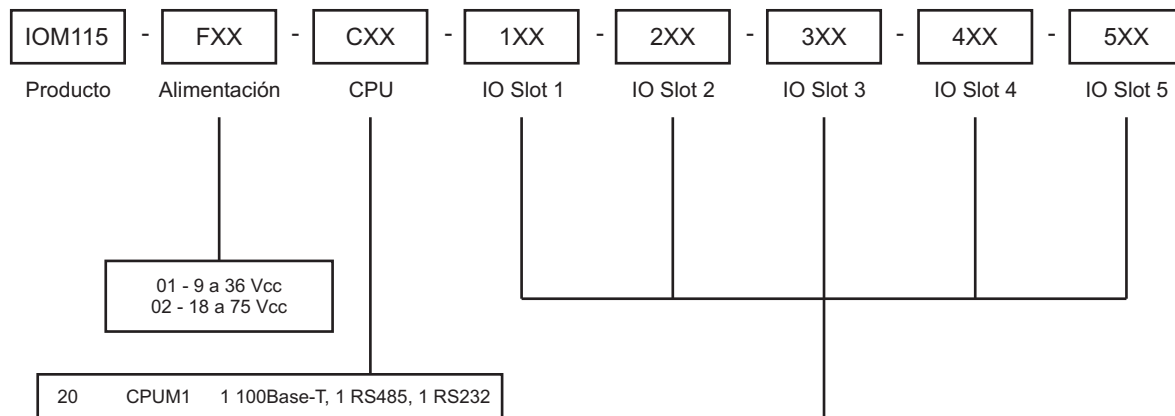 IOM115 - FXX - CXX - 1XX - 2XX - 3XX - 4XX - 5XX
Producto Alimentación CPU IO Slot 1 IO Slot 2 IO Slot 3 IO Slot 4 IO Slot 5
01 - 9 a 36 Vcc
02 - 18 a 75 Vcc
20 CPUM1 1 100Base-T, 1 RS485, 1 RS232